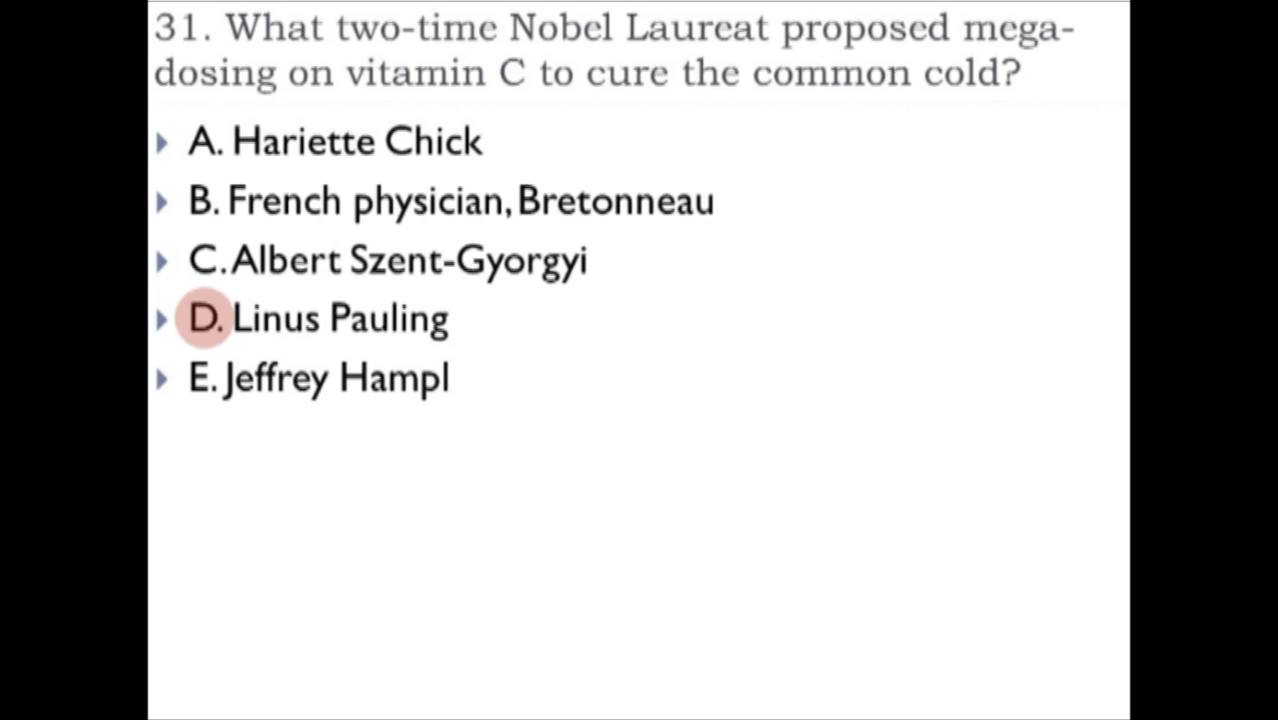 31. What two-time Nobel Laureat proposed mega-
dosing on vitamin C to cure the common cold?
A. Hariette Chick
B. French physician, Bretonneau
C. Albert Szent-Gyorgyi
D. Linus Pauling
E. Jeffrey Hampl